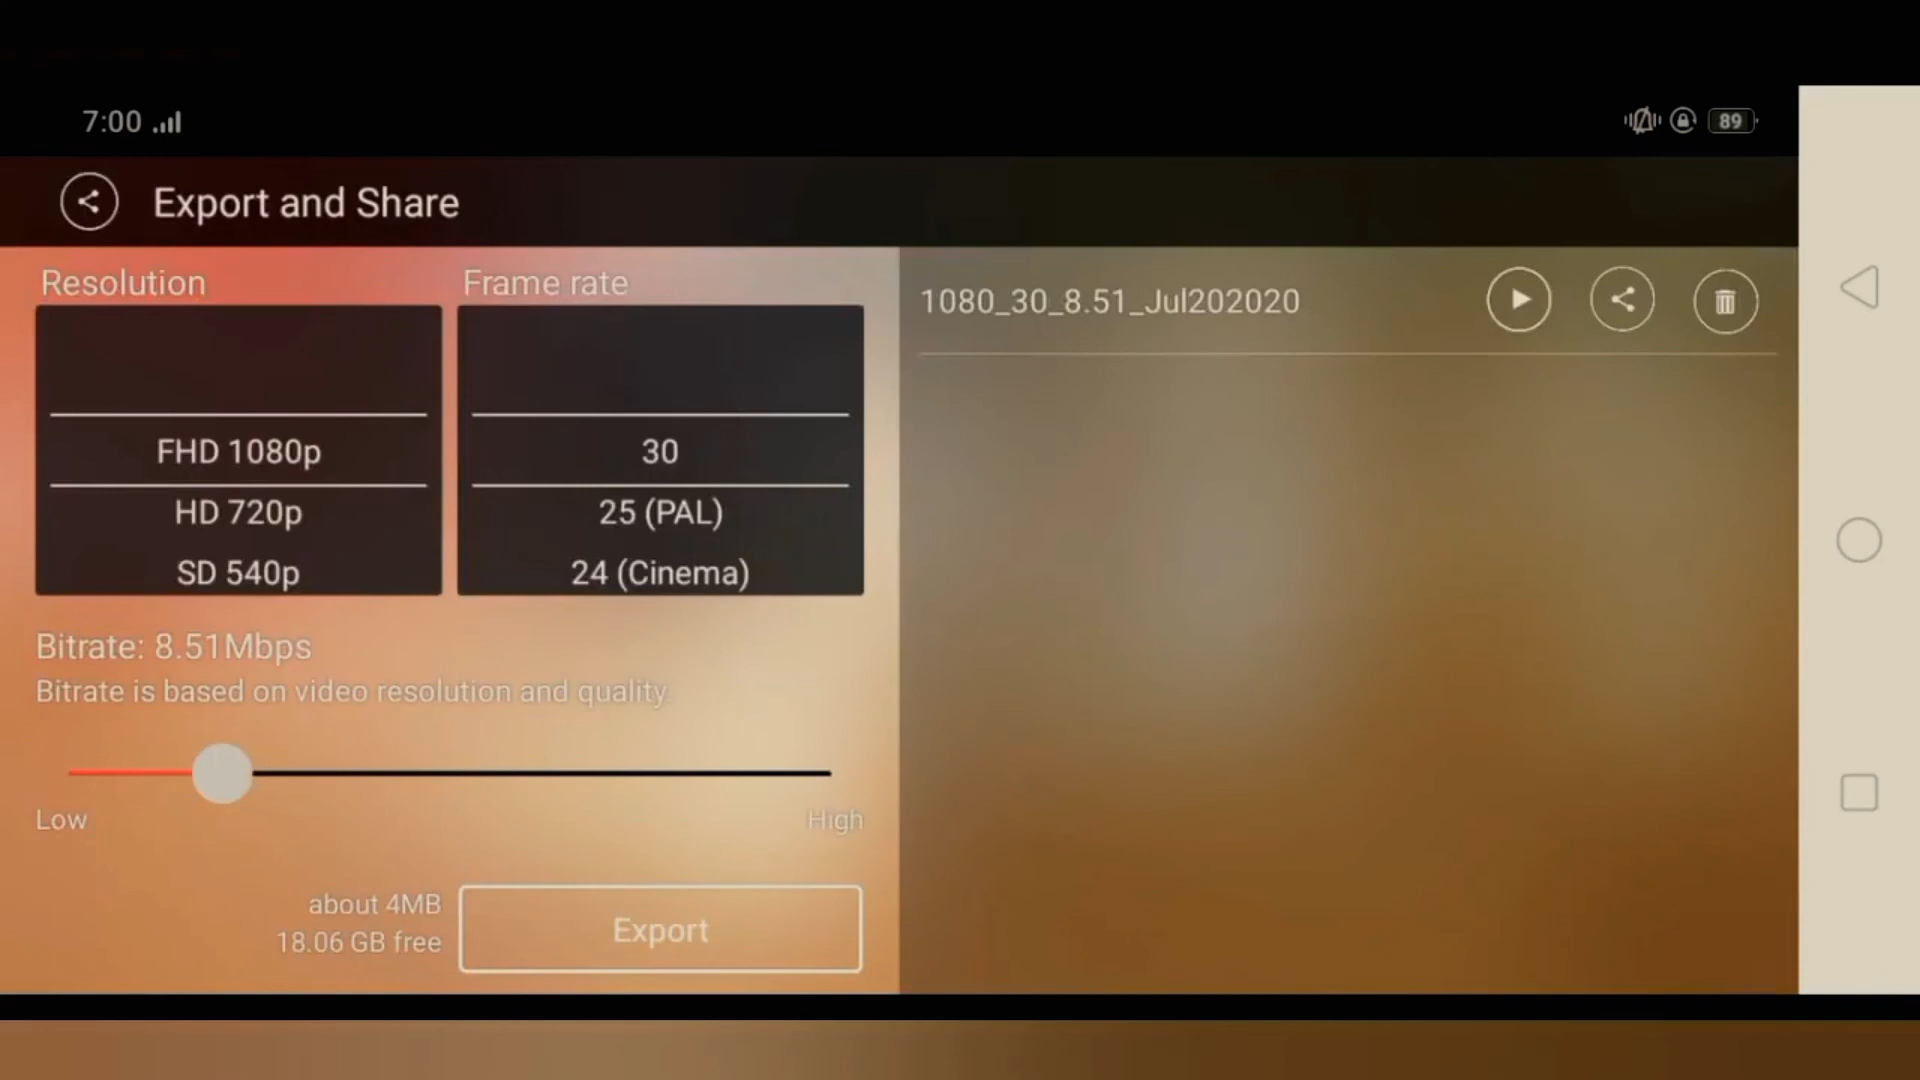 7:00
89
Export and Share
Resolution
Frame rate
FHD 1080p
HD 720p
SD 540p
30
25 (PAL)
24 (Cinema)
Bitrate: 8.51Mbps
Bitrate is based on video resolution and quality.
Low
High
about 4MB
18.06 GB free
Export
1080_30_8.51_Jul202020